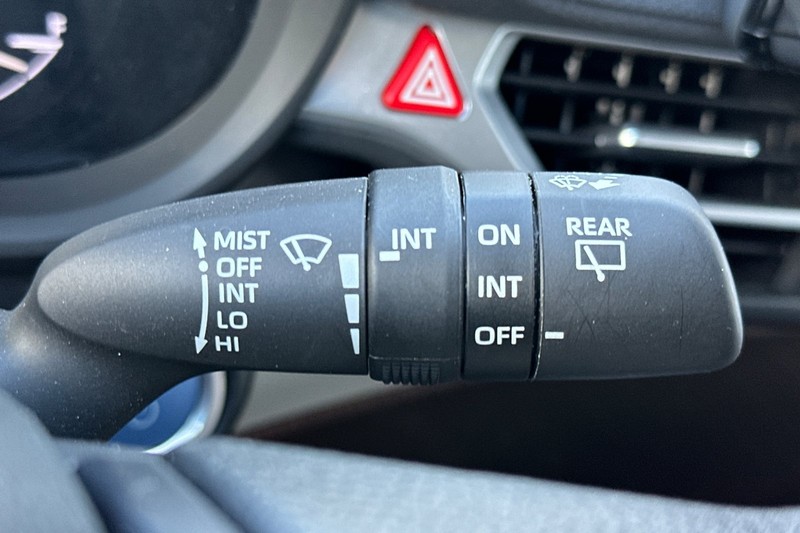 MIST
OFF
INT
LO
HI
INT
ON
INT
OFF
REAR